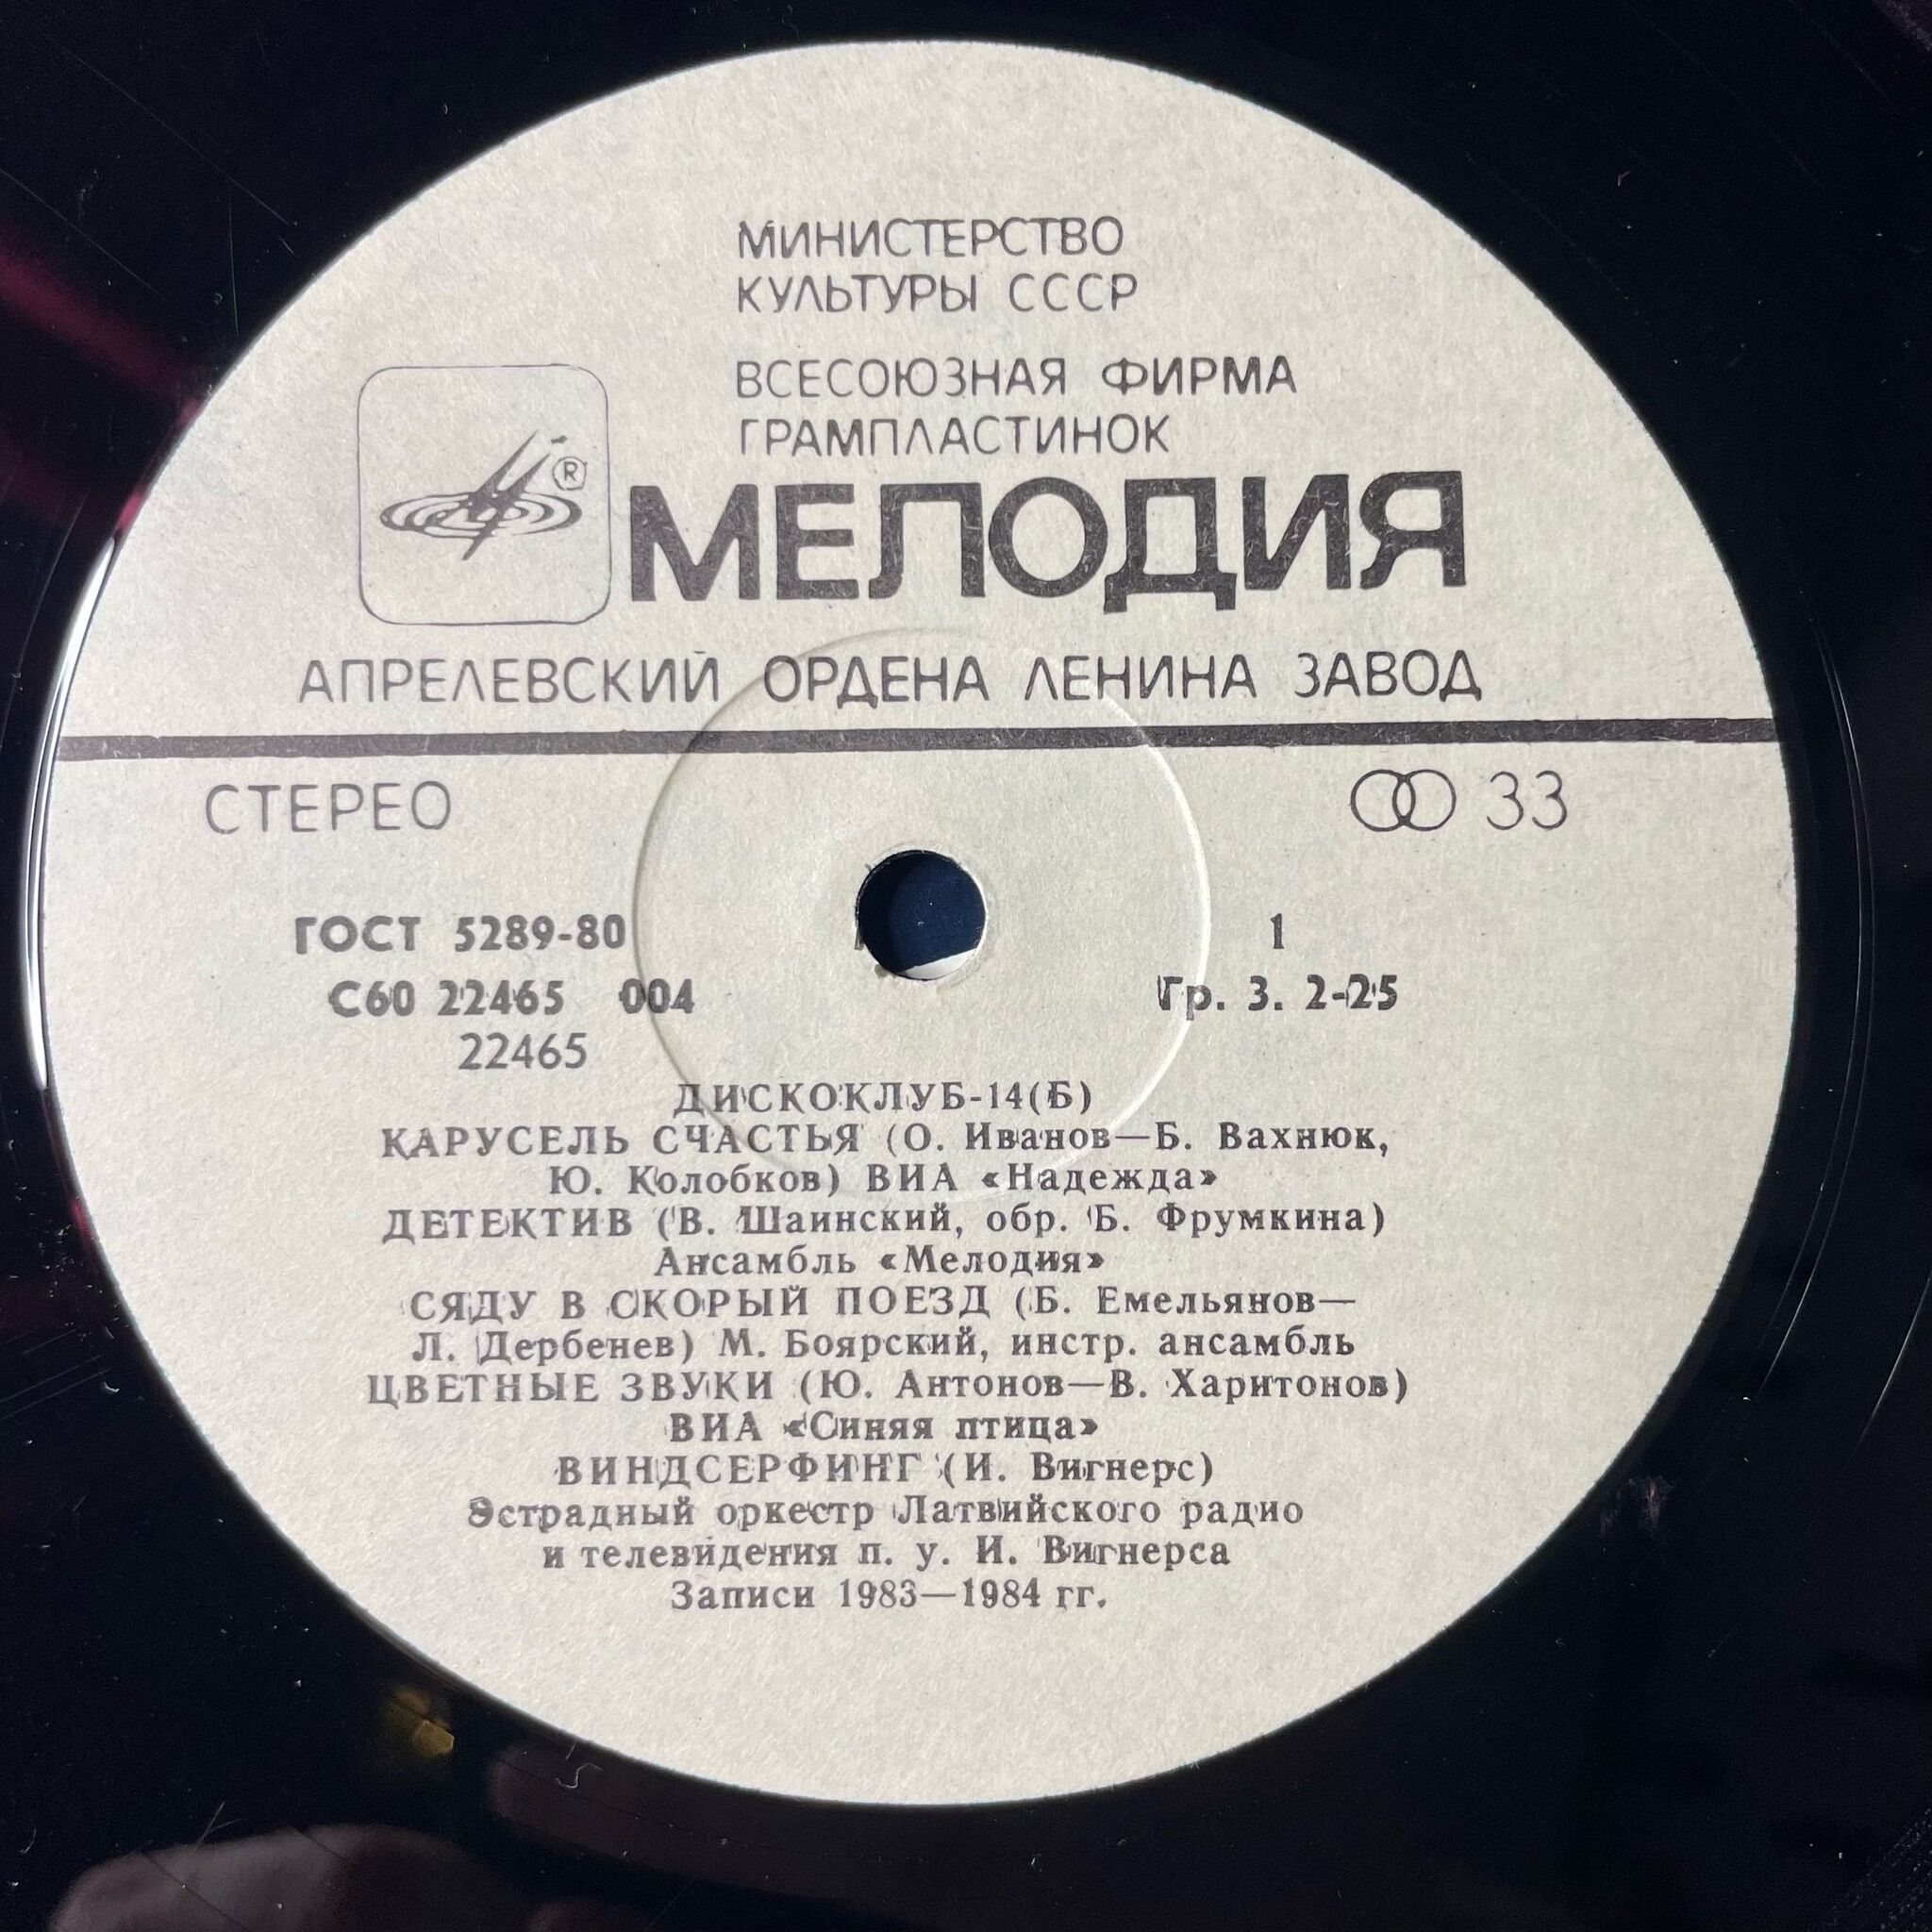 МИНИСТЕРСТВО
КУЛЬТУРЫ СССР
ВСЕСОЮЗНАЯ ФИРМА
ГРАМПЛАСТИНОК
®
МЕЛОДИЯ
АПРЕЛЕВСКИЙ ОРДЕНА ЛЕНИНА ЗАВОД
СТЕРЕО 33
ГОСТ 5289-80 1
С60 22465 004 Гр. 3. 2-25
22465
ДИСКОКЛУБ-14(Б)
КАРУСЕЛЬ СЧАСТЬЯ (О. Иванов—Б. Вахнюк,
Ю. Колобков) ВИА «Надежда»
ДЕТЕКТИВ (В. Шаинский, обр. Б. Фрумкина)
Ансамбль «Мелодия»
СЯДУ В СКОРЫЙ ПОЕЗД (Б. Емельянов—
Л. Дербенев) М. Боярский, инстр. ансамбль
ЦВЕТНЫЕ ЗВУКИ (Ю. Антонов—В. Харитонов)
ВИА «Синяя птица»
ВИНДСЕРФИНГ (И. Вигнерс)
Эстрадный оркестр Латвийского радио
и телевидения п. у. И. Вигнерса
Записи 1983—1984 гг.